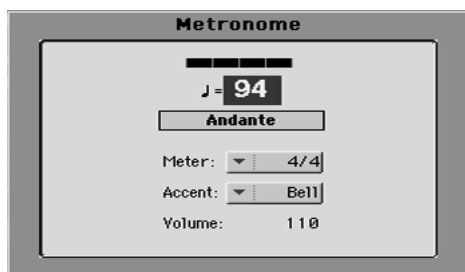 Metronome
♩= 94
Andante
Meter: 4/4
Accent: Bell
Volume: 110